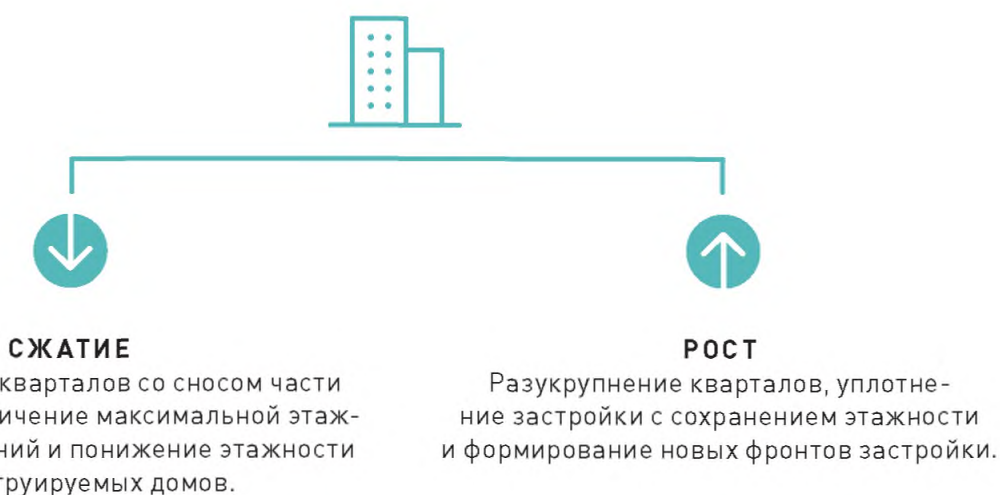 СЖАТИЕ
кварталов со сносом части
ичение максимальной этаж-
ний и понижение этажности
труируемых домов.
РОСТ
Разукрупнение кварталов, уплотне-
ние застройки с сохранением этажности
и формирование новых фронтов застройки.